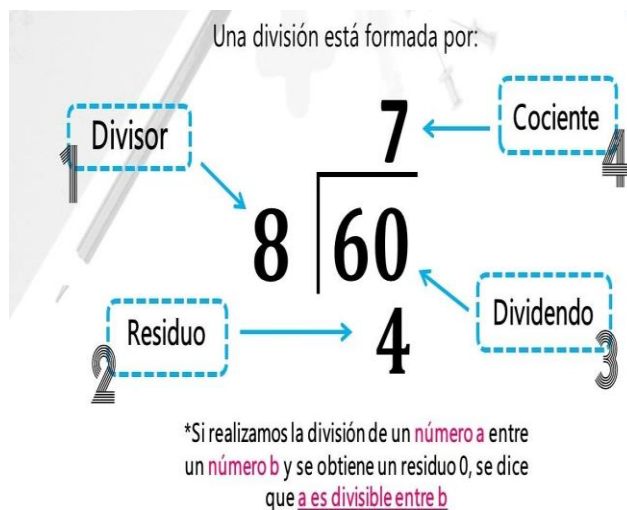 Una división está formada por:
7
Cociente
4
Divisor
1
8
60
Residuo
2
4
Dividendo
3
*Si realizamos la división de un número a entre
un número b y se obtiene un residuo 0, se dice
que a es divisible entre b